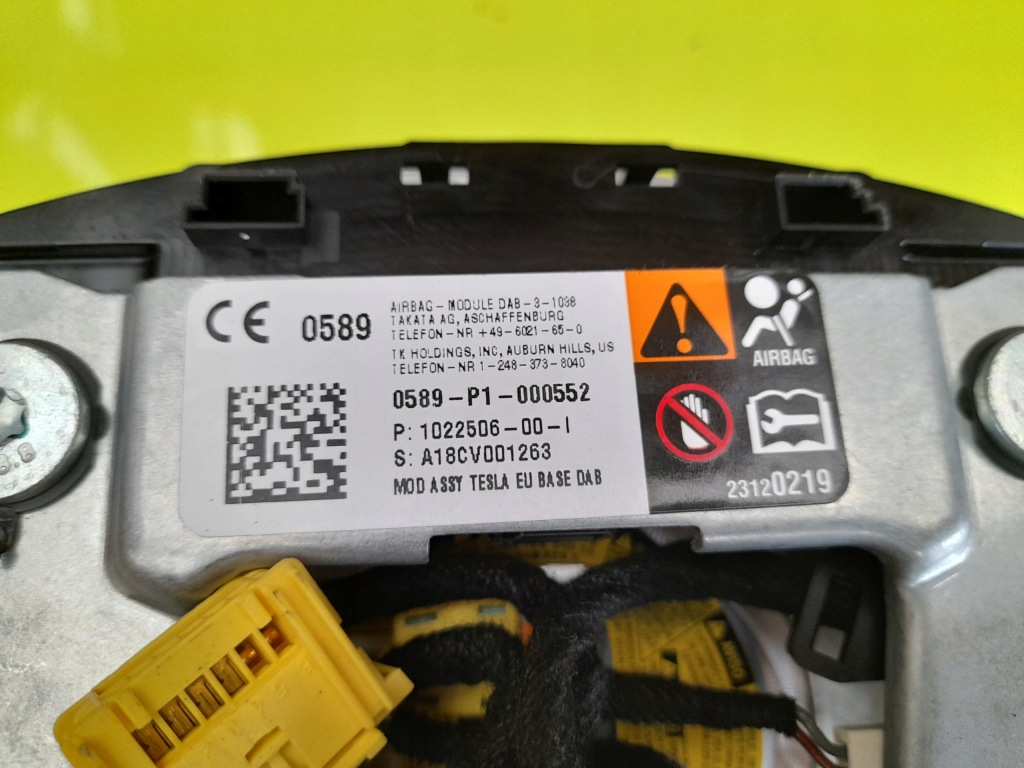 CE 0589
AIRBAG-MODULE DAB-3-1038
TAKATA AG, ASCHAFFENBURG
TELEFON-NR +49-6021-65-0
TK HOLDINGS, INC, AUBURN HILLS, US
TELEFON-NR 1-248-373-8040
0589-P1-000552
P: 1022506-00-I
S: A18CV001263
MOD ASSY TESLA EU BASE DAB
AIRBAG
23120219